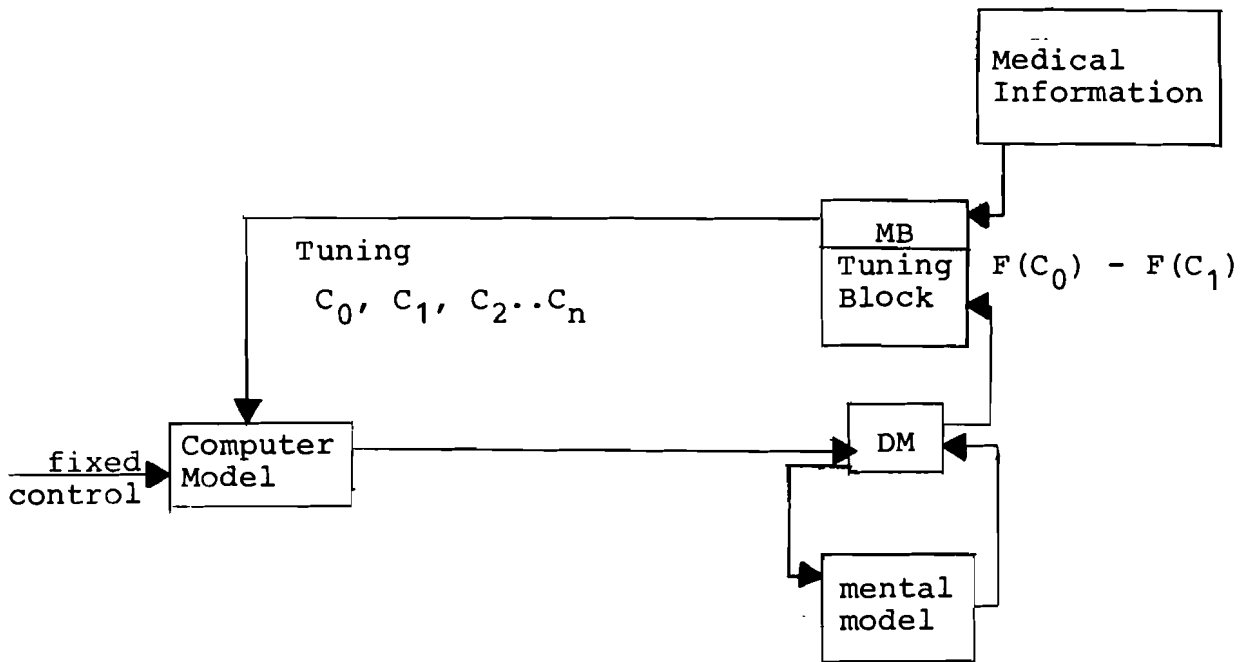 Medical
Information
MB
Tuning
Block
F(C₀) - F(C₁)
Tuning
C₀, C₁, C₂..Cₙ
fixed
control
Computer
Model
DM
mental
model